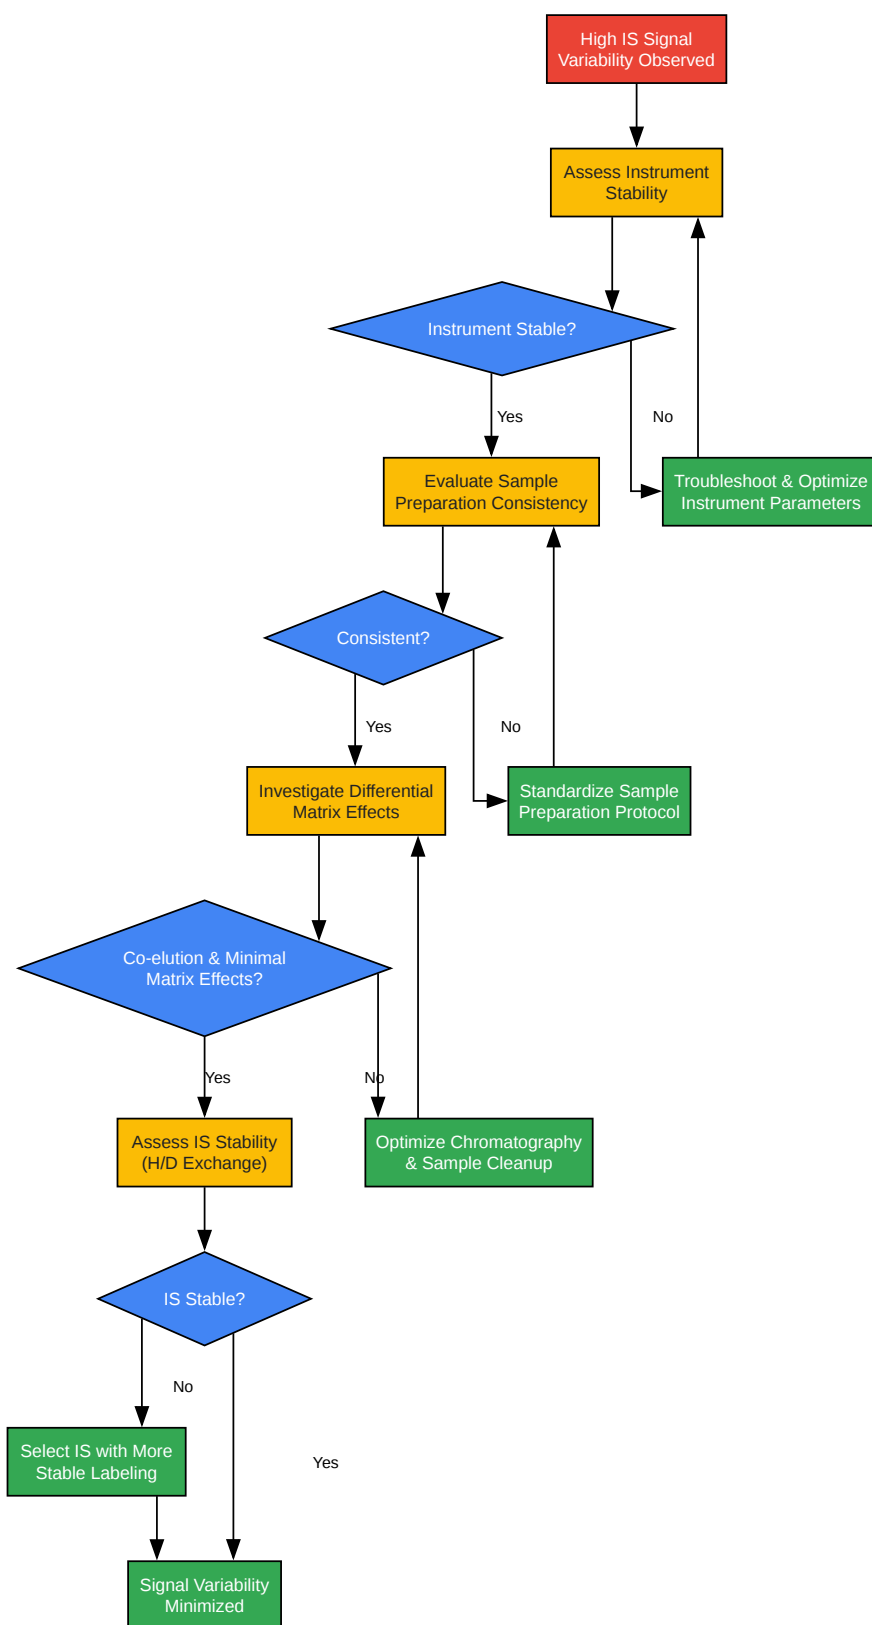 High IS Signal
Variability Observed
Assess Instrument
Stability
Instrument Stable?
Yes
No
Evaluate Sample
Preparation Consistency
Troubleshoot & Optimize
Instrument Parameters
Consistent?
Yes
No
Investigate Differential
Matrix Effects
Standardize Sample
Preparation Protocol
Co-elution & Minimal
Matrix Effects?
Yes
No
Assess IS Stability
(H/D Exchange)
Optimize Chromatography
& Sample Cleanup
IS Stable?
No
Yes
Select IS with More
Stable Labeling
Signal Variability
Minimized